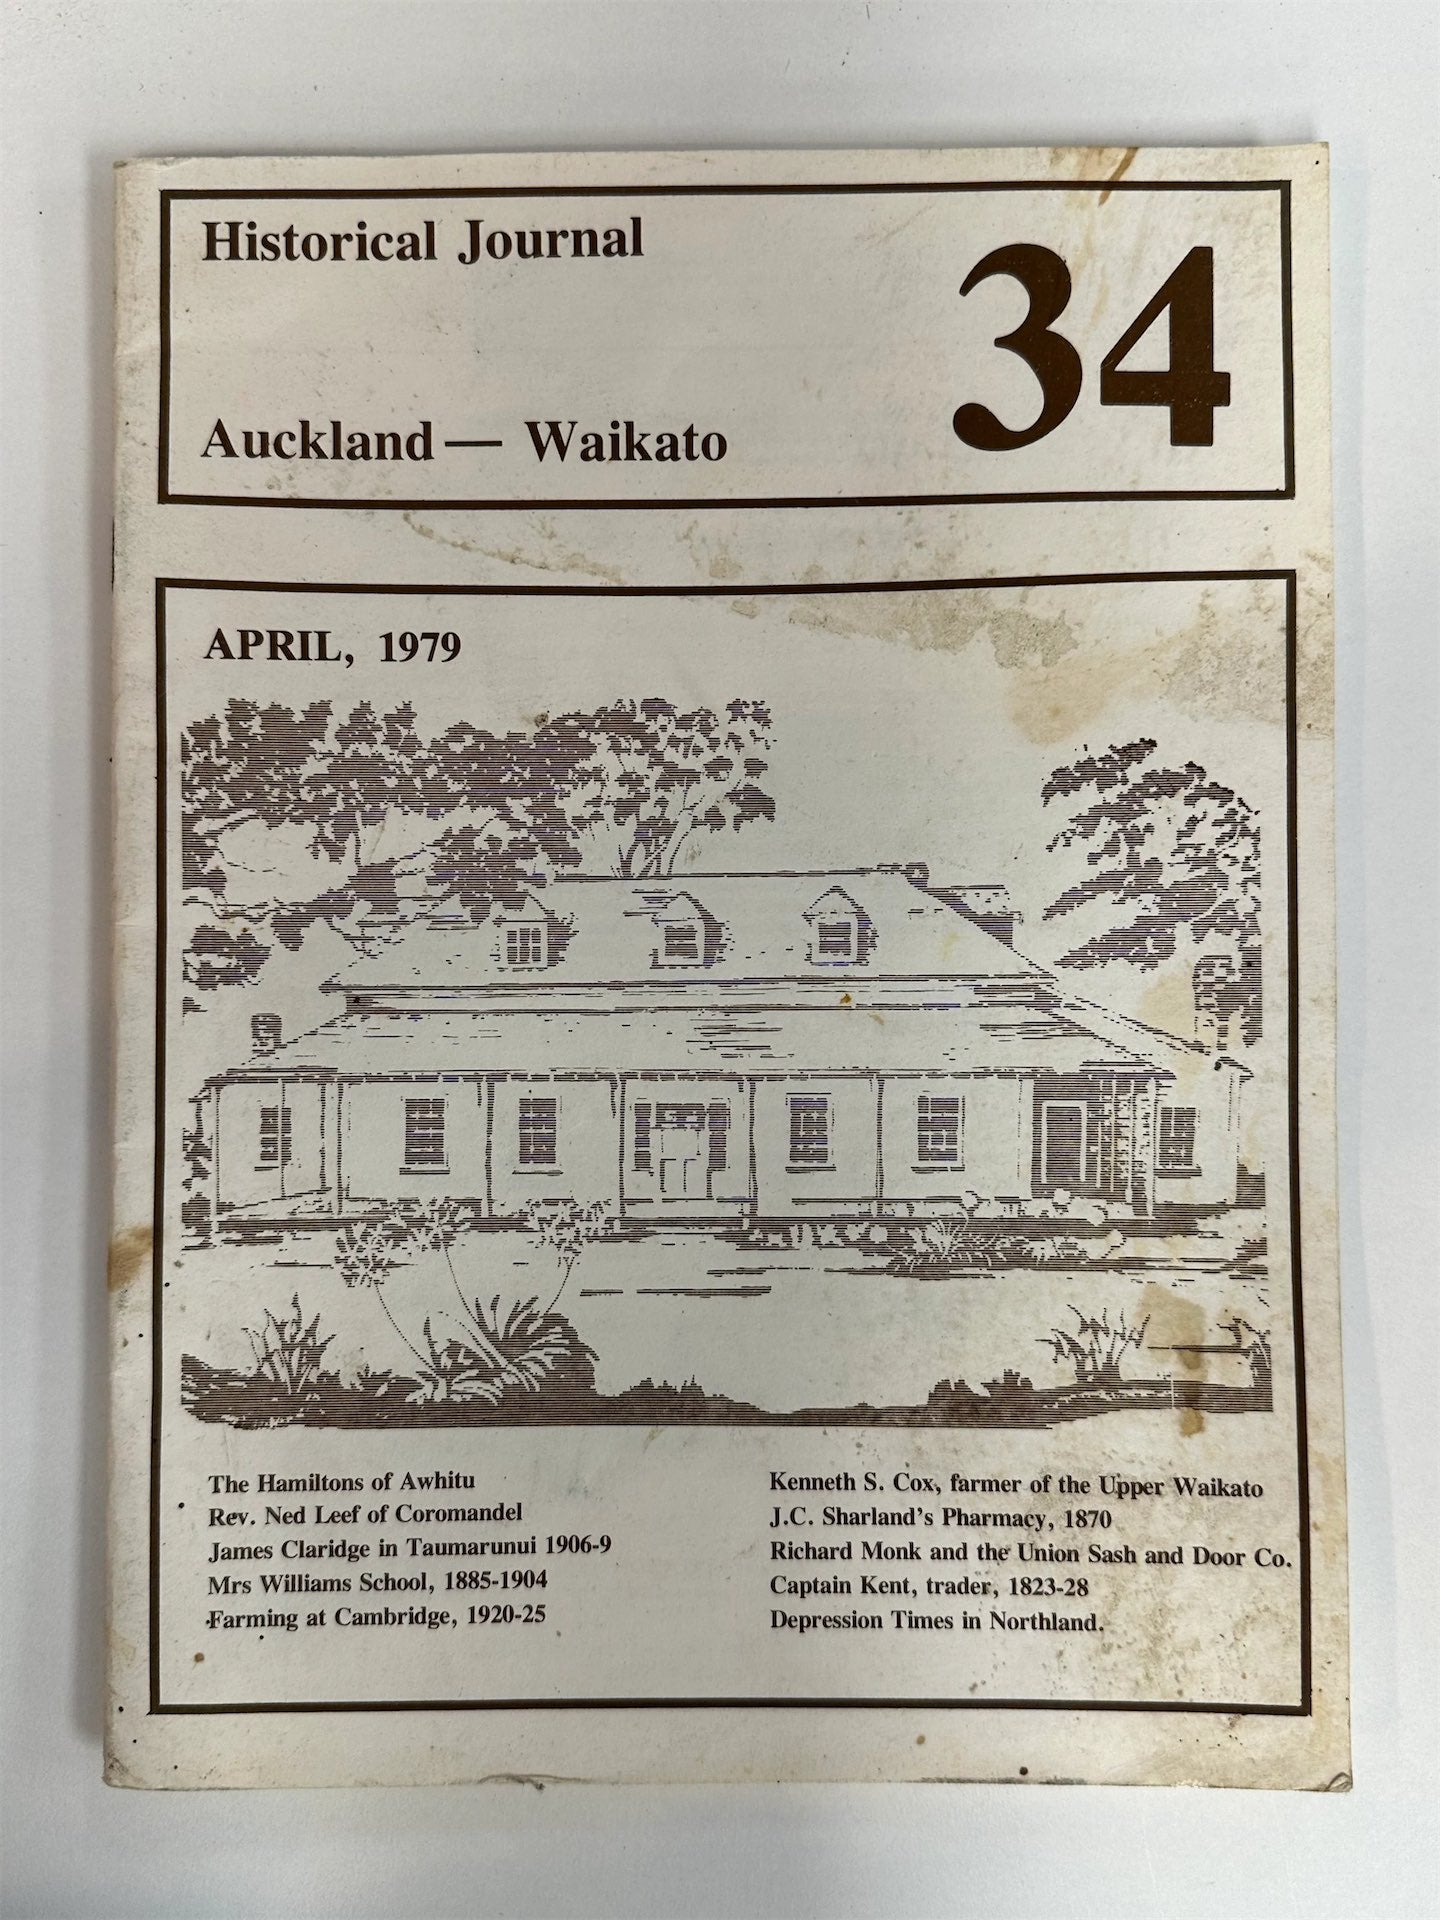 Historical Journal
34
Auckland — Waikato
APRIL, 1979
The Hamiltons of Awhitu
Rev. Ned Leef of Coromandel
James Claridge in Taumarunui 1906-9
Mrs Williams School, 1885-1904
Farming at Cambridge, 1920-25
Kenneth S. Cox, farmer of the Upper Waikato
J.C. Sharland's Pharmacy, 1870
Richard Monk and the Union Sash and Door Co.
Captain Kent, trader, 1823-28
Depression Times in Northland.